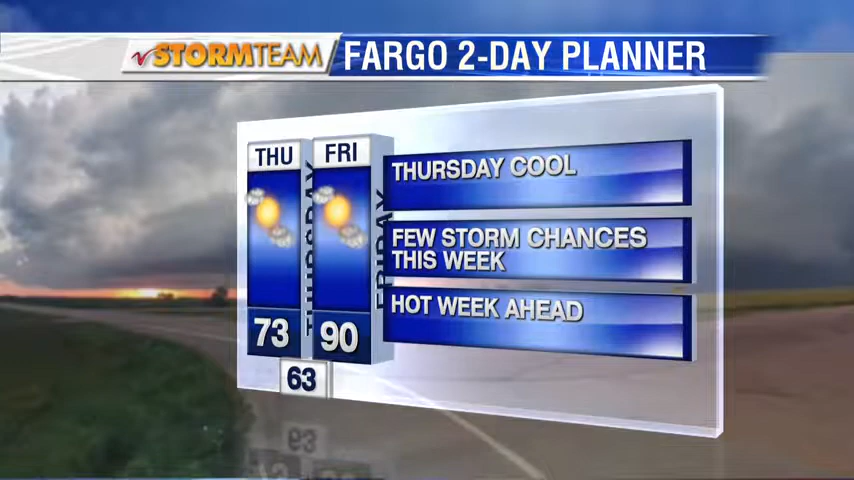 STORMTEAM
FARGO 2-DAY PLANNER
THU
FRI
THURSDAY
FRIDAY
73
90
63
THURSDAY COOL
FEW STORM CHANCES
THIS WEEK
HOT WEEK AHEAD